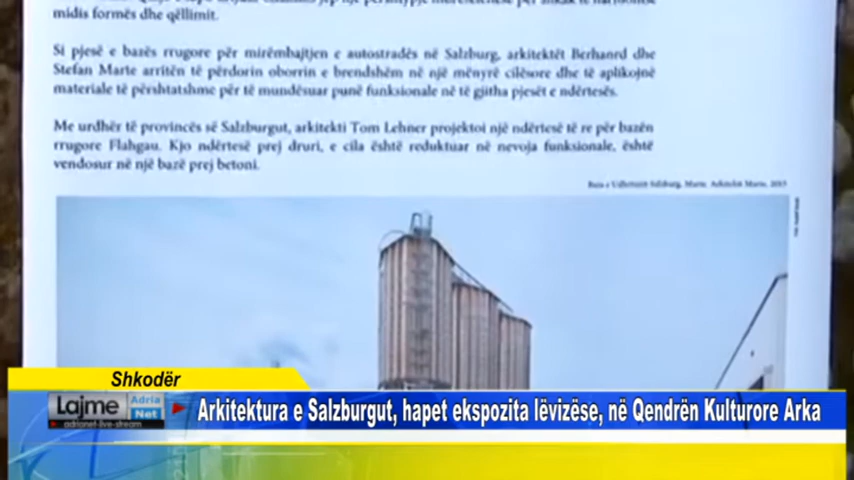 midis formës dhe qëllimit.
Si pjesë e bazës rrugore për mirëmbajtjen e autostradës në Salzburg, arkitektët Berhanrd dhe
Stefan Marte arritën të përdorin oborrin e brendshëm në një mënyrë cilësore dhe të aplikojnë
materiale të përshtatshme për të mundësuar punë funksionale në të gjitha pjesët e ndërtesës.
Me urdhër të provincës së Salzburgut, arkitekti Tom Lehner projektoi një ndërtesë të re për bazën
rrugore Flahgau. Kjo ndërtesë prej druri, e cila është reduktuar në nevoja funksionale, është
vendosur në një bazë prej betoni.
Shkodër
Lajme Adria Net
adrianet-live-stream
Arkitektura e Salzburgut, hapet ekspozita lëvizëse, në Qendrën Kulturore Arka